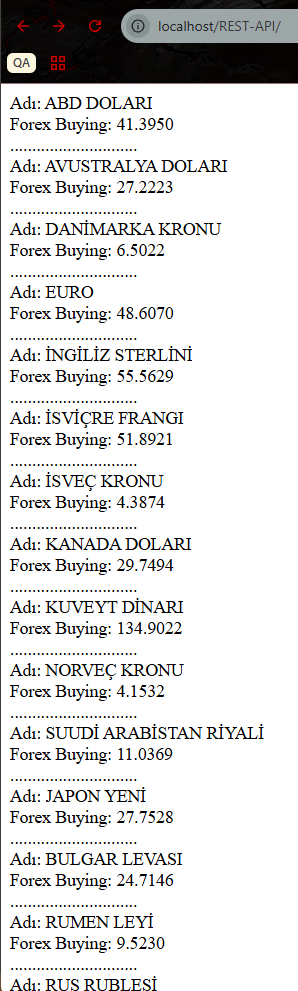 localhost/REST-API/
QA
Adı: ABD DOLARI
Forex Buying: 41.3950
.............................
Adı: AVUSTRALYA DOLARI
Forex Buying: 27.2223
.............................
Adı: DANİMARKA KRONU
Forex Buying: 6.5022
.............................
Adı: EURO
Forex Buying: 48.6070
.............................
Adı: İNGİLİZ STERLİNİ
Forex Buying: 55.5629
.............................
Adı: İSVİÇRE FRANGI
Forex Buying: 51.8921
.............................
Adı: İSVEÇ KRONU
Forex Buying: 4.3874
.............................
Adı: KANADA DOLARI
Forex Buying: 29.7494
.............................
Adı: KUVEYT DİNARI
Forex Buying: 134.9022
.............................
Adı: NORVEÇ KRONU
Forex Buying: 4.1532
.............................
Adı: SUUDİ ARABİSTAN RİYALİ
Forex Buying: 11.0369
.............................
Adı: JAPON YENİ
Forex Buying: 27.7528
.............................
Adı: BULGAR LEVASI
Forex Buying: 24.7146
.............................
Adı: RUMEN LEYİ
Forex Buying: 9.5230
.............................
Adı: RUS RUBLESİ